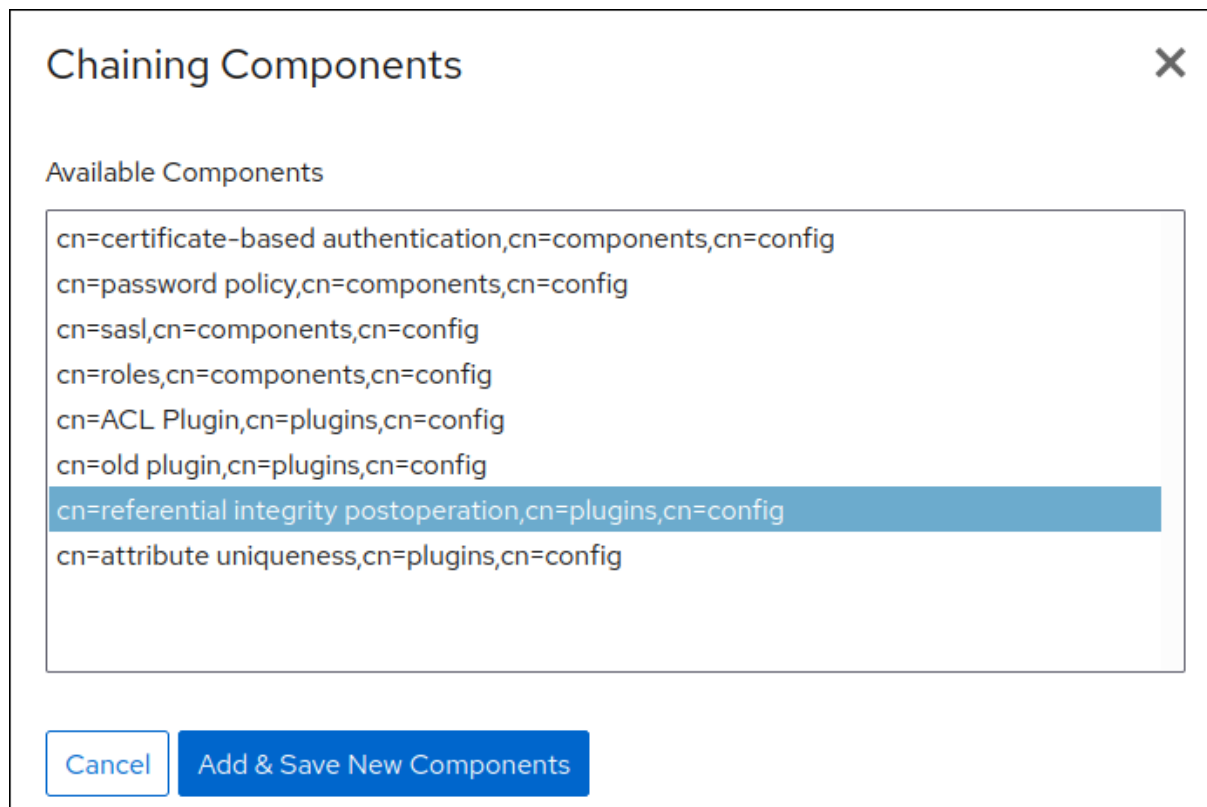 Chaining Components
Available Components
cn=certificate-based authentication,cn=components,cn=config
cn=password policy,cn=components,cn=config
cn=sasl,cn=components,cn=config
cn=roles,cn=components,cn=config
cn=ACL Plugin,cn=plugins,cn=config
cn=old plugin,cn=plugins,cn=config
cn=referential integrity postoperation,cn=plugins,cn=config
cn=attribute uniqueness,cn=plugins,cn=config
Cancel Add & Save New Components